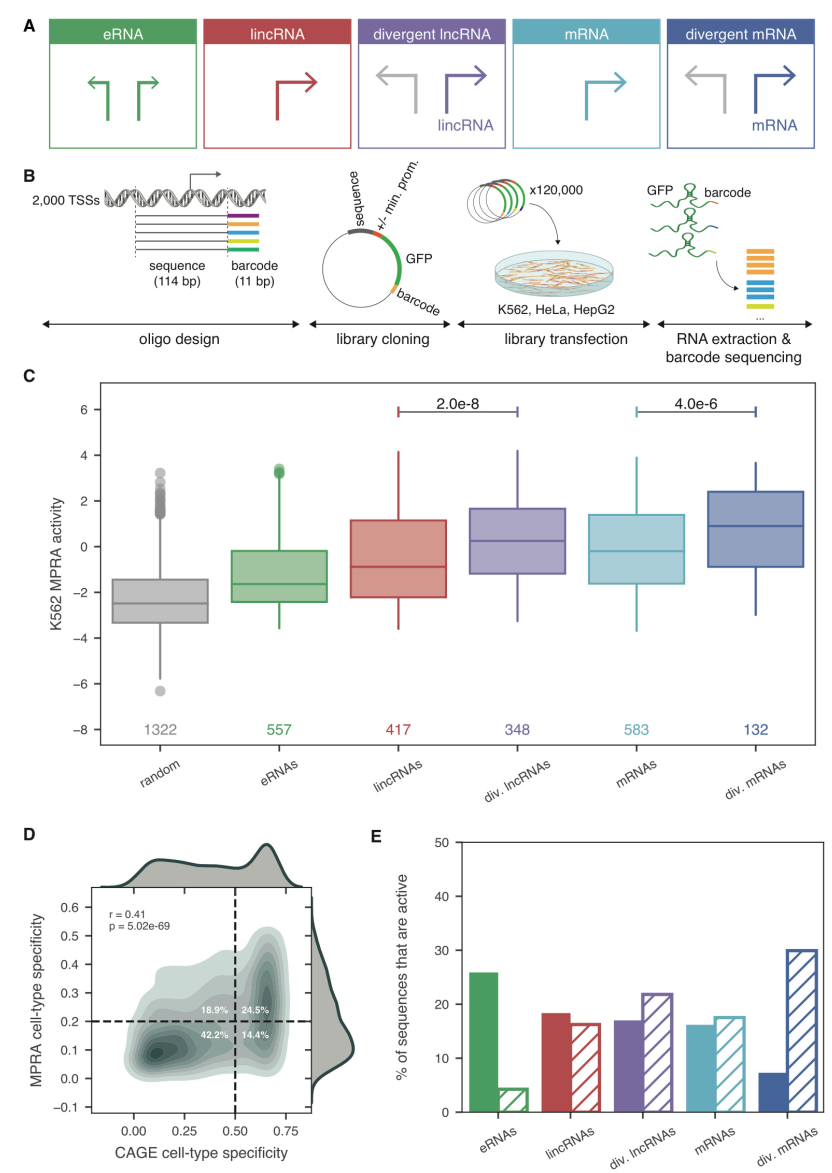 A
eRNA
lincRNA
divergent lncRNA
mRNA
divergent mRNA
lincRNA
mRNA
B
2,000 TSSs
sequence
(114 bp)
barcode
(11 bp)
sequence
+/- min. prom.
GFP
barcode
x120,000
K562, HeLa, HepG2
GFP
barcode
...
oligo design
library cloning
library transfection
RNA extraction &
barcode sequencing
C
K562 MPRA activity
6
4
2
0
−2
−4
−6
−8
2.0e-8
4.0e-6
1322
557
417
348
583
132
random
eRNAs
lincRNAs
div. lncRNAs
mRNAs
div. mRNAs
D
MPRA cell-type specificity
0.6
0.5
0.4
0.3
0.2
0.1
0.0
−0.1
r = 0.41
p = 5.02e-69
18.9%
24.5%
42.2%
14.4%
0.00
0.25
0.50
0.75
CAGE cell-type specificity
E
% of sequences that are active
50
40
30
20
10
0
eRNAs
lincRNAs
div. lncRNAs
mRNAs
div. mRNAs